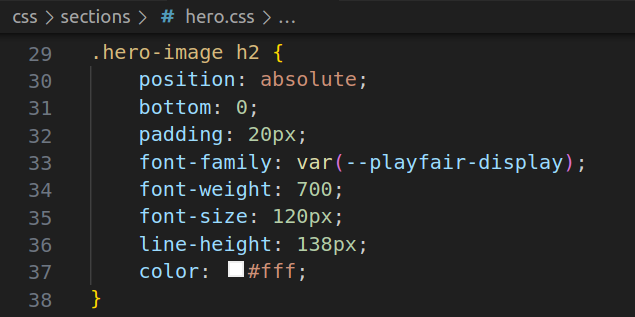 css > sections > # hero.css > ...
29 .hero-image h2 {
30     position: absolute;
31     bottom: 0;
32     padding: 20px;
33     font-family: var(--playfair-display);
34     font-weight: 700;
35     font-size: 120px;
36     line-height: 138px;
37     color: #fff;
38 }